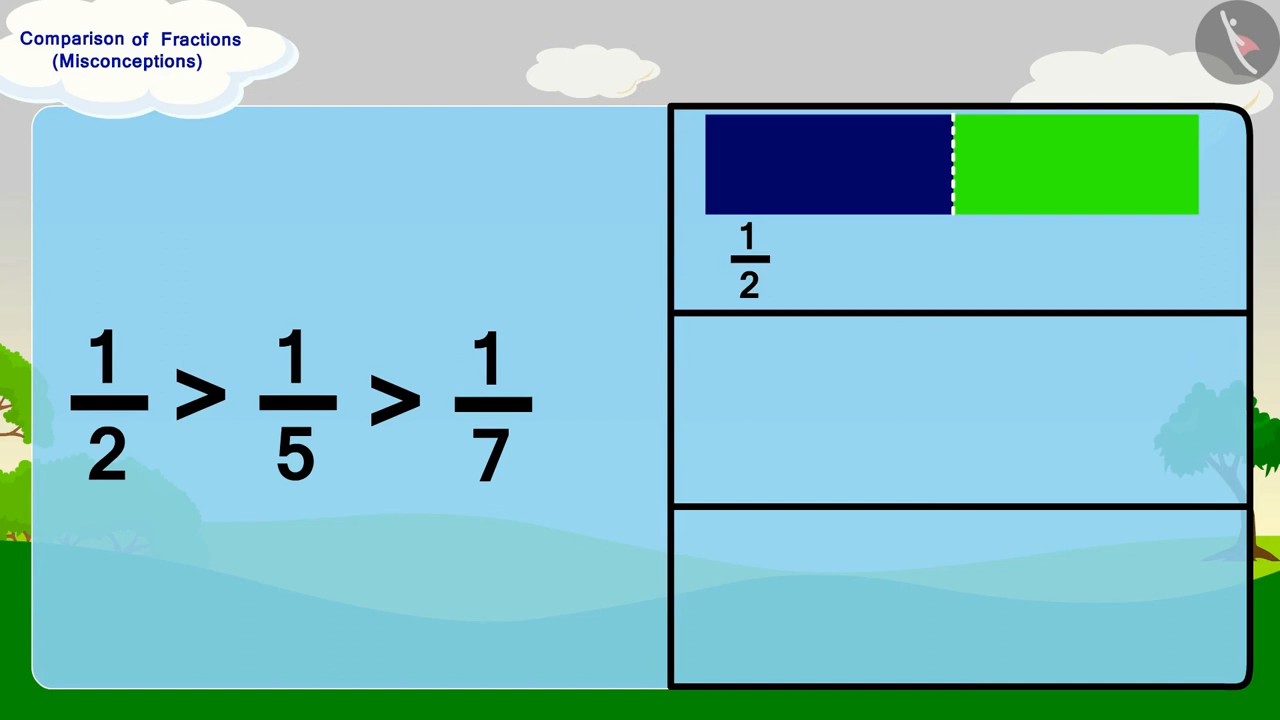 Comparison of Fractions
(Misconceptions)
1/2 > 1/5 > 1/7
1/2